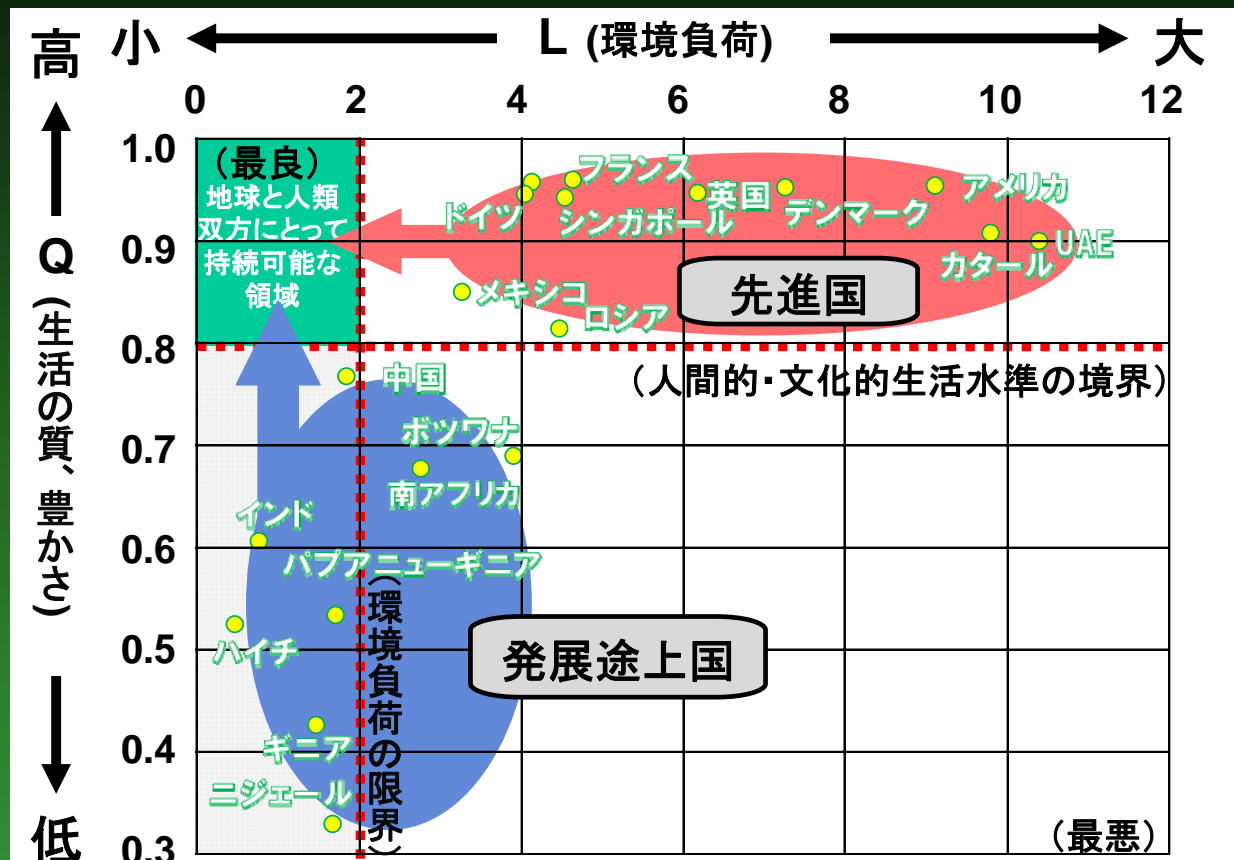 高
小
L (環境負荷)
大
0
2
4
6
8
10
12
Q (生活の質、豊かさ)
低
1.0
0.9
0.8
0.7
0.6
0.5
0.4
0.3
(最良)
地球と人類
双方にとって
持続可能な
領域
フランス
ドイツ
シンガポール
英国
デンマーク
アメリカ
カタール
UAE
メキシコ
ロシア
先進国
(人間的・文化的生活水準の境界)
中国
ボツワナ
南アフリカ
インド
パプアニューギニア
(環境負荷の限界)
ハイチ
発展途上国
ギニア
ニジェール
(最悪)